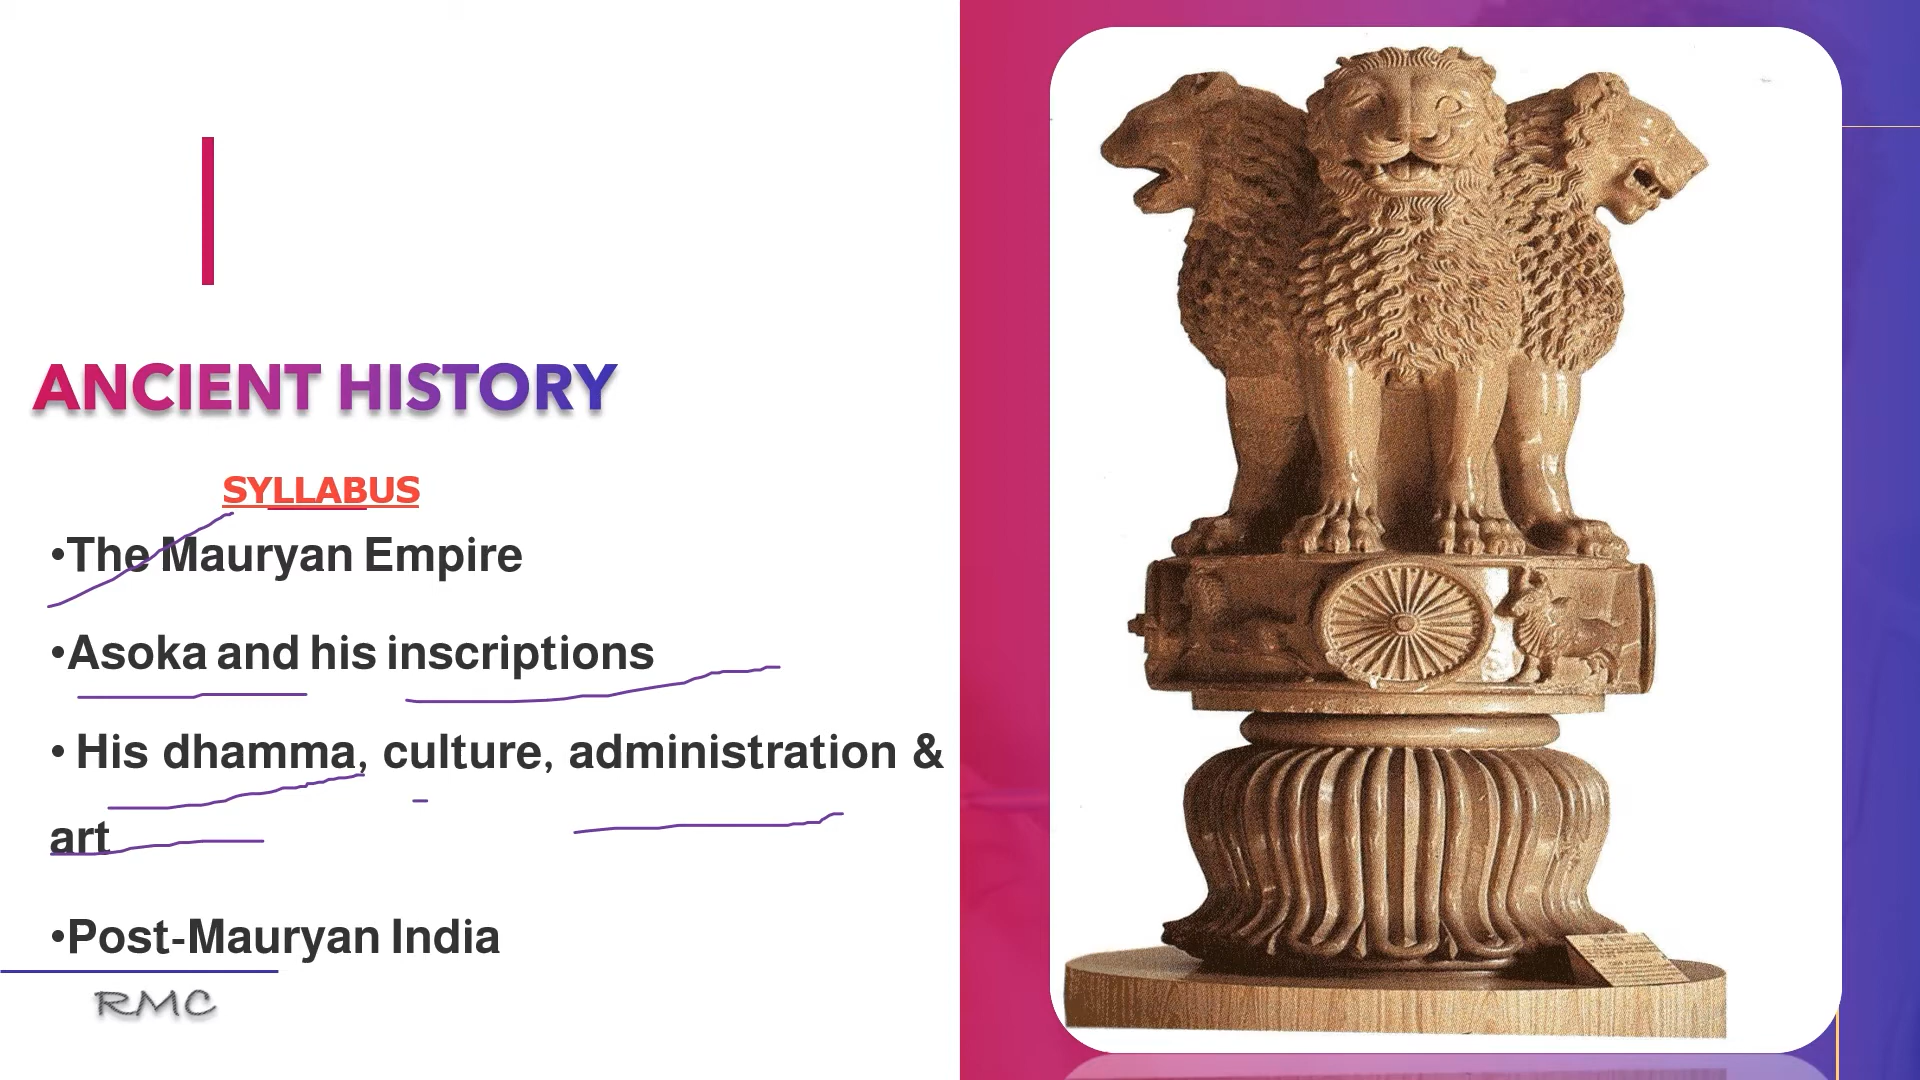 ANCIENT HISTORY
SYLLABUS
•The Mauryan Empire
•Asoka and his inscriptions
• His dhamma, culture, administration &
art
•Post-Mauryan India
RMC